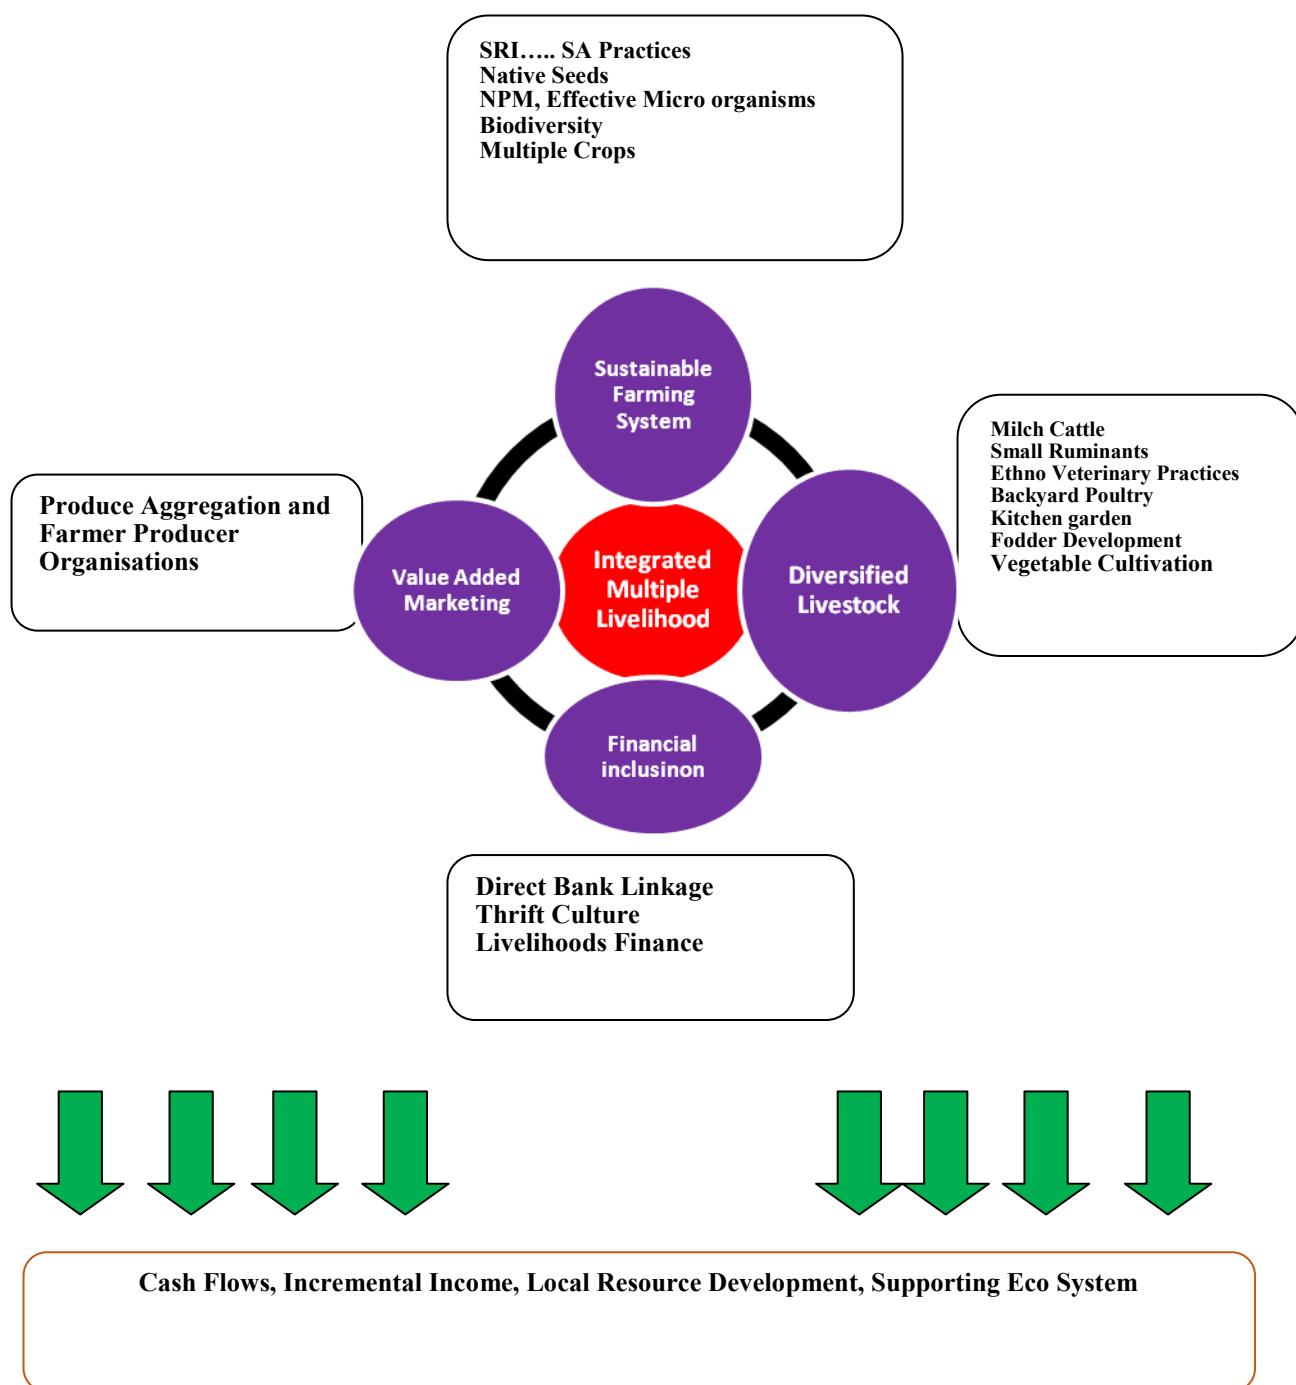 SRI….. SA Practices
Native Seeds
NPM, Effective Micro organisms
Biodiversity
Multiple Crops
Sustainable
Farming
System
Milch Cattle
Small Ruminants
Ethno Veterinary Practices
Backyard Poultry
Kitchen garden
Fodder Development
Vegetable Cultivation
Produce Aggregation and
Farmer Producer
Organisations
Value Added
Marketing
Integrated
Multiple
Livelihood
Diversified
Livestock
Financial
inclusinon
Direct Bank Linkage
Thrift Culture
Livelihoods Finance
Cash Flows, Incremental Income, Local Resource Development, Supporting Eco System